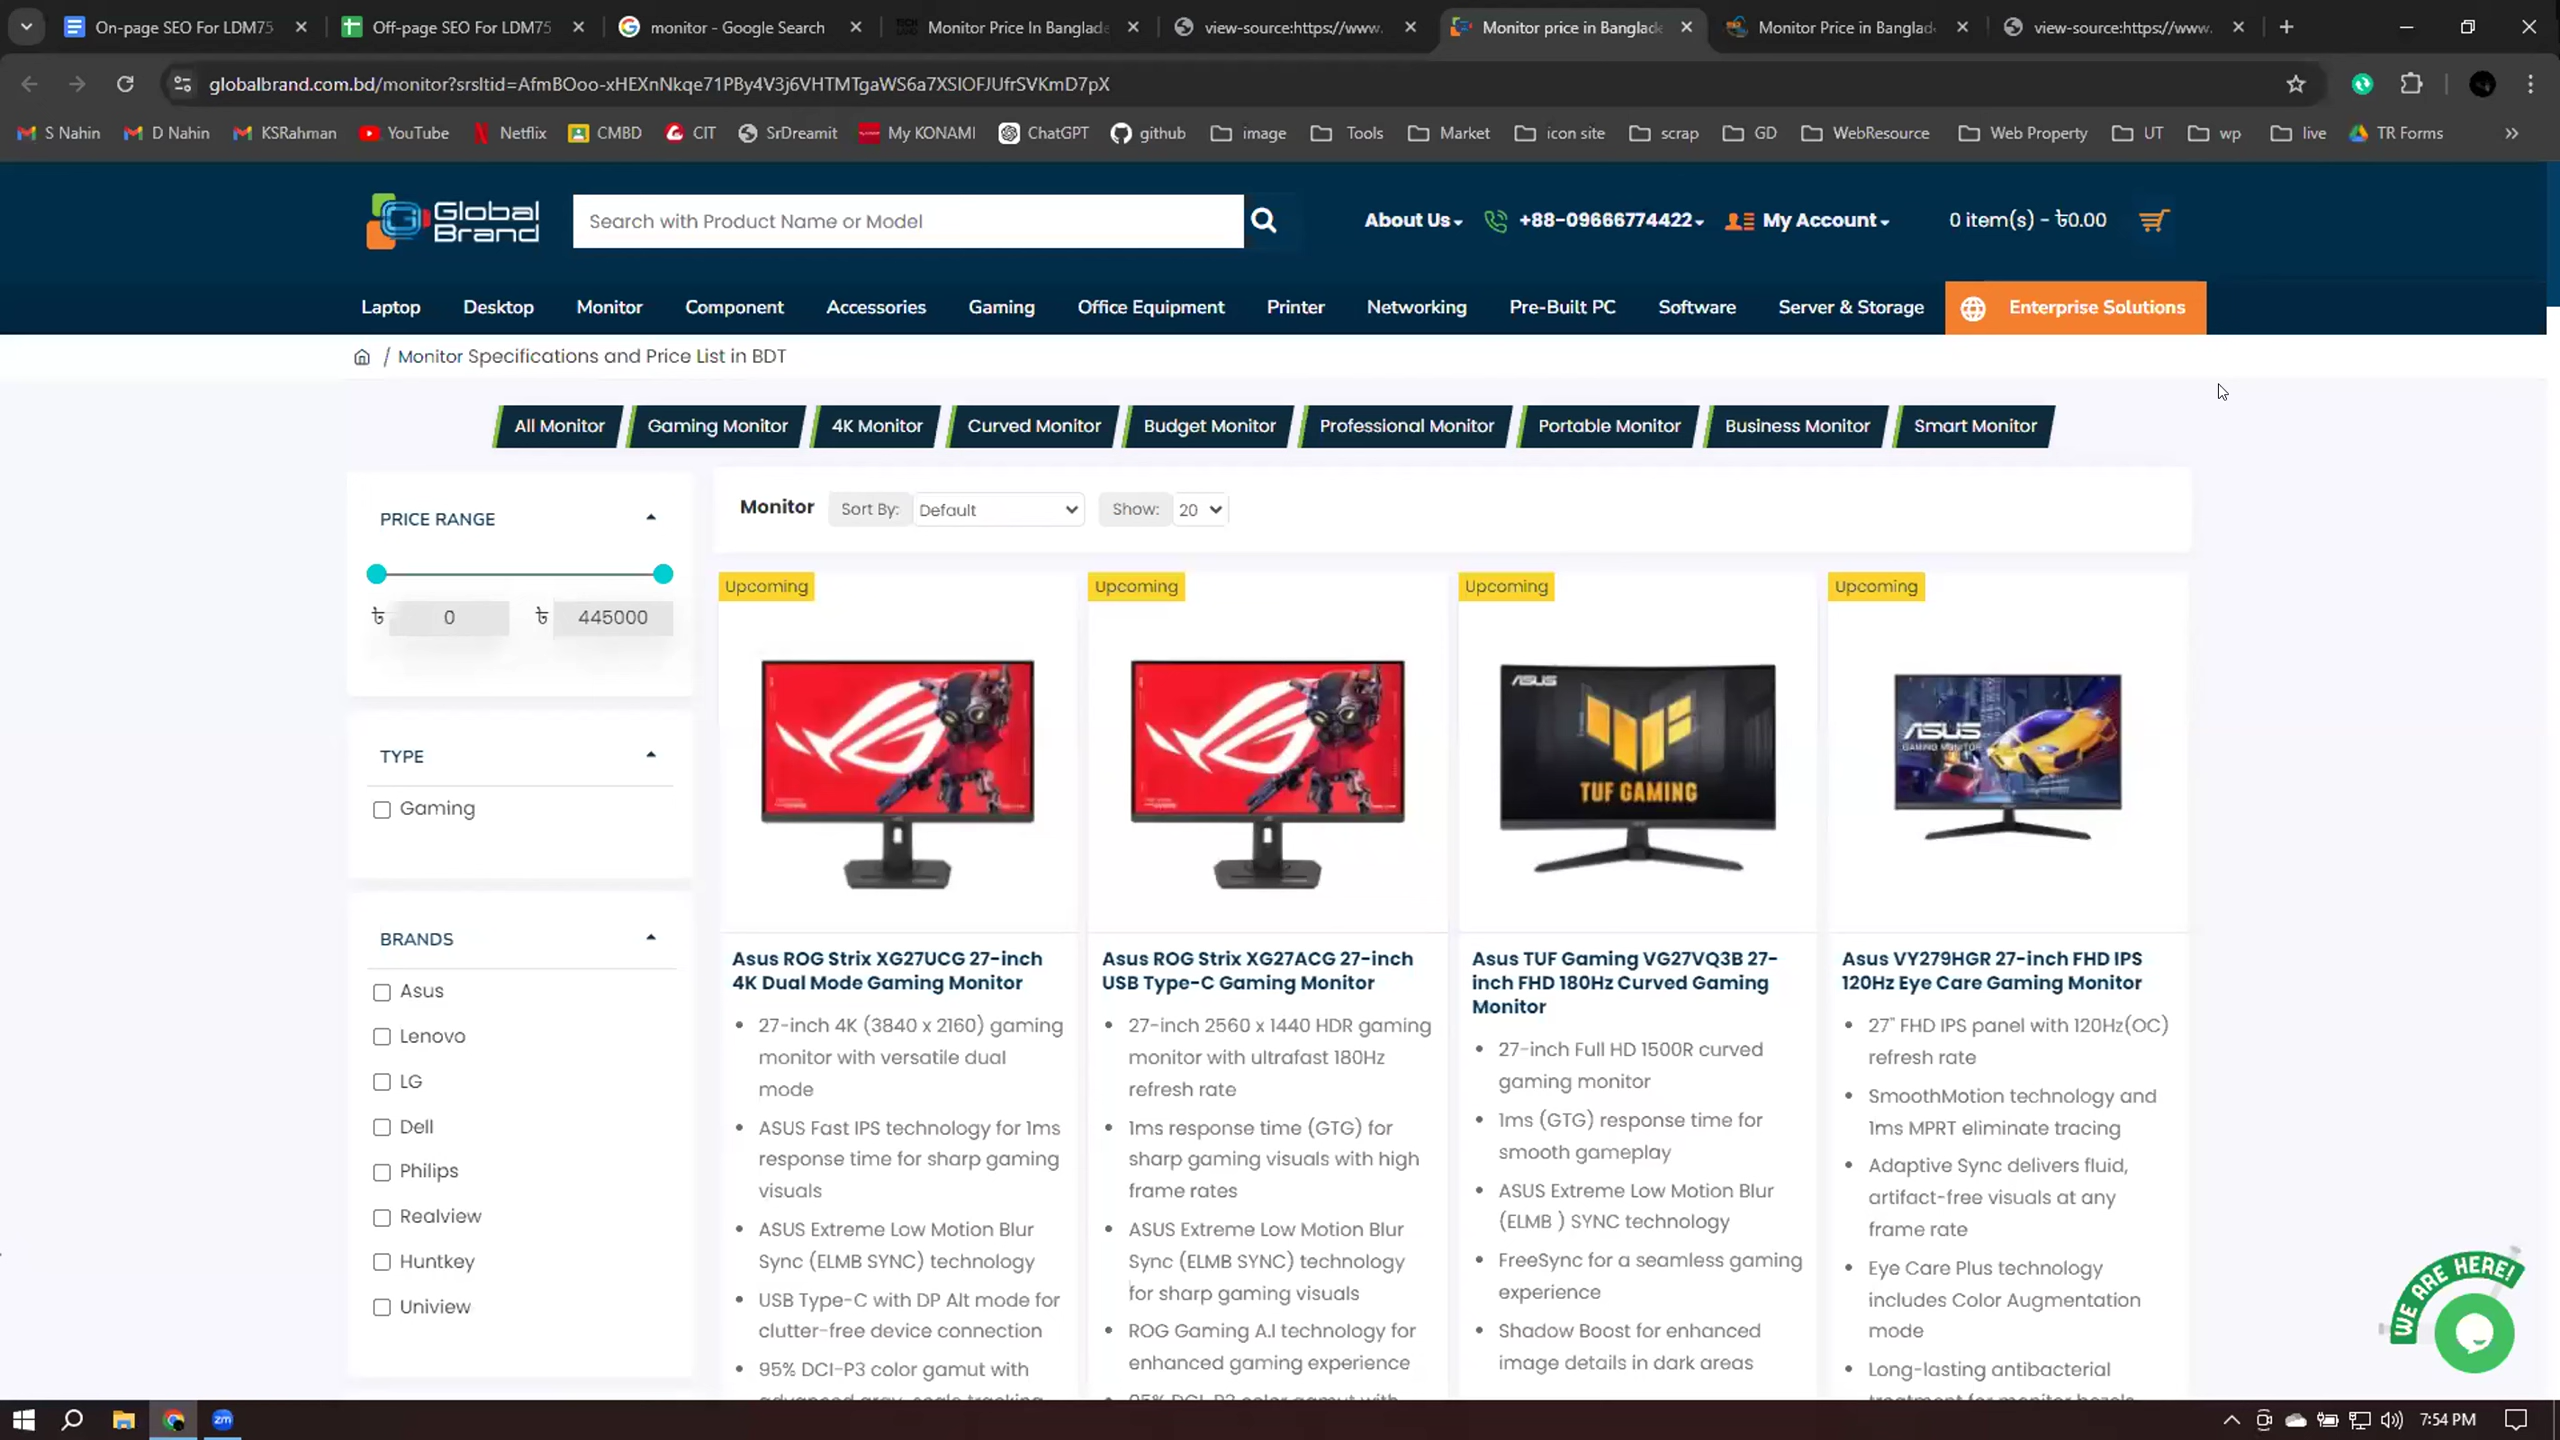 On-page SEO For LDM75
Off-page SEO For LDM75
monitor - Google Search
Monitor Price In Banglade
view-source:https://www.
Monitor price in Banglade
Monitor Price in Banglad
view-source:https://www.
globalbrand.com.bd/monitor?srsltid=AfmBOoo-xHEXnNkqe71PBy4V3j6VHTMTgaWS6a7XSIOFJUfrSVKmD7pX
S Nahin
D Nahin
KSRahman
YouTube
Netflix
CMBD
CIT
SrDreamit
My KONAMI
ChatGPT
github
image
Tools
Market
icon site
scrap
GD
WebResource
Web Property
UT
wp
live
TR Forms
Global
Brand
Search with Product Name or Model
About Us
+88-09666774422
My Account
0 item(s) - ৳0.00
Laptop
Desktop
Monitor
Component
Accessories
Gaming
Office Equipment
Printer
Networking
Pre-Built PC
Software
Server & Storage
Enterprise Solutions
/ Monitor Specifications and Price List in BDT
All Monitor
Gaming Monitor
4K Monitor
Curved Monitor
Budget Monitor
Professional Monitor
Portable Monitor
Business Monitor
Smart Monitor
PRICE RANGE
৳ 0
৳ 445000
TYPE
Gaming
BRANDS
Asus
Lenovo
LG
Dell
Philips
Realview
Huntkey
Uniview
Monitor
Sort By:
Default
Show:
20
Upcoming
Asus ROG Strix XG27UCG 27-inch
4K Dual Mode Gaming Monitor
• 27-inch 4K (3840 x 2160) gaming
monitor with versatile dual
mode
• ASUS Fast IPS technology for 1ms
response time for sharp gaming
visuals
• ASUS Extreme Low Motion Blur
Sync (ELMB SYNC) technology
• USB Type-C with DP Alt mode for
clutter-free device connection
• 95% DCI-P3 color gamut with
Upcoming
Asus ROG Strix XG27ACG 27-inch
USB Type-C Gaming Monitor
• 27-inch 2560 x 1440 HDR gaming
monitor with ultrafast 180Hz
refresh rate
• 1ms response time (GTG) for
sharp gaming visuals with high
frame rates
• ASUS Extreme Low Motion Blur
Sync (ELMB SYNC) technology
for sharp gaming visuals
• ROG Gaming A.I technology for
enhanced gaming experience
• 95% DCI-P3 color gamut with
Upcoming
ASUS
TUF GAMING
Asus TUF Gaming VG27VQ3B 27-
inch FHD 180Hz Curved Gaming
Monitor
• 27-inch Full HD 1500R curved
gaming monitor
• 1ms (GTG) response time for
smooth gameplay
• ASUS Extreme Low Motion Blur
(ELMB ) SYNC technology
• FreeSync for a seamless gaming
experience
• Shadow Boost for enhanced
image details in dark areas
Upcoming
ASUS
GAMING MONITOR
Asus VY279HGR 27-inch FHD IPS
120Hz Eye Care Gaming Monitor
• 27" FHD IPS panel with 120Hz(OC)
refresh rate
• SmoothMotion technology and
1ms MPRT eliminate tracing
• Adaptive Sync delivers fluid,
artifact-free visuals at any
frame rate
• Eye Care Plus technology
includes Color Augmentation
mode
• Long-lasting antibacterial
WE ARE HERE!
zm
7:54 PM